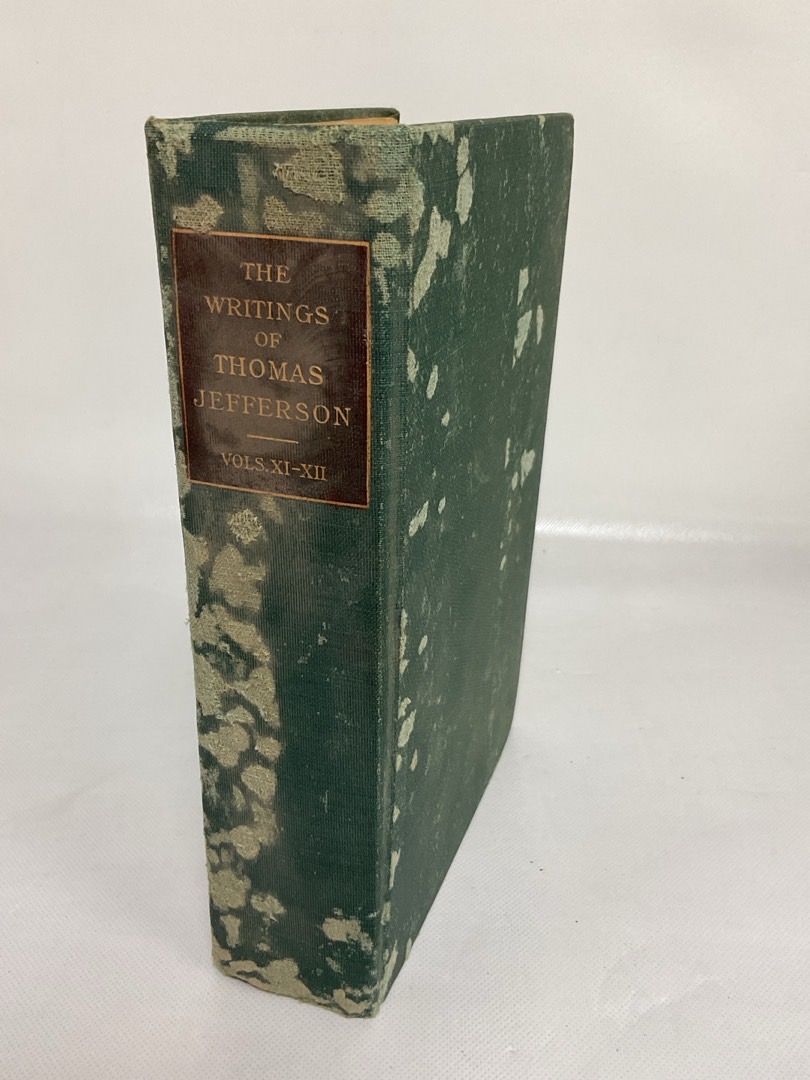 THE
WRITINGS
OF
THOMAS
JEFFERSON
VOLS. XI-XII